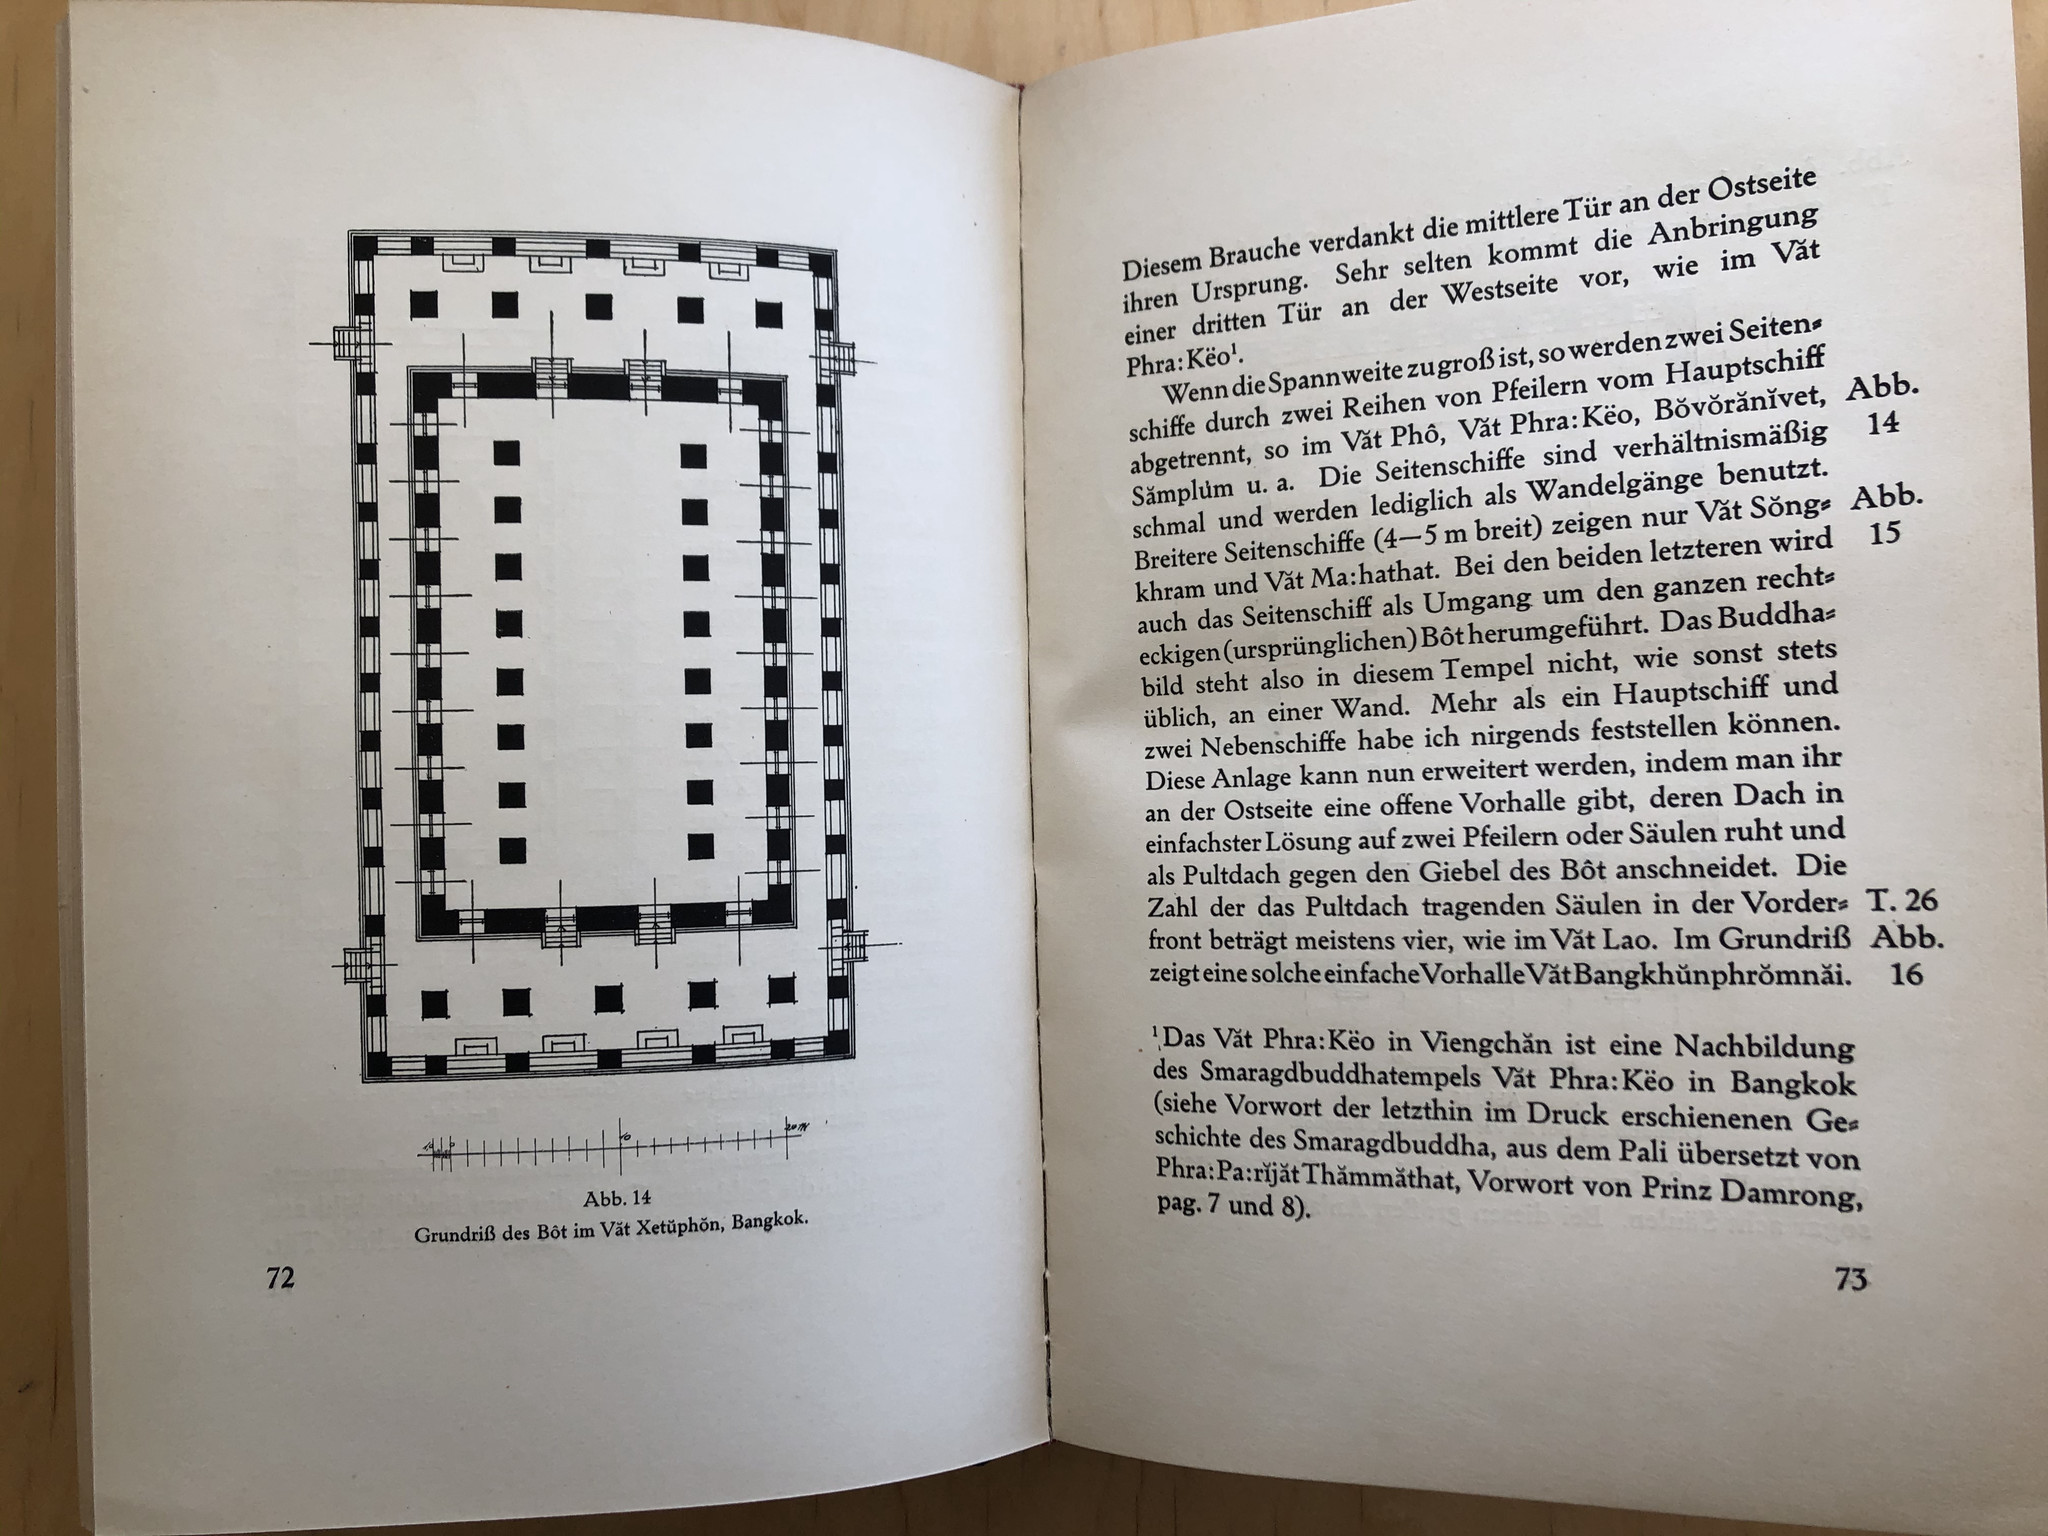 10
20 m
Abb. 14
Grundriß des Bôt im Văt Xetŭphŏn, Bangkok.
72
Diesem Brauche verdankt die mittlere Tür an der Ostseite
ihren Ursprung. Sehr selten kommt die Anbringung
einer dritten Tür an der Westseite vor, wie im Văt
Phra:Këo¹.
Wenn die Spannweite zu groß ist, so werden zwei Seiten=
schiffe durch zwei Reihen von Pfeilern vom Hauptschiff
abgetrennt, so im Văt Phô, Văt Phra:Këo, Bŏvŏrănĭvet, Abb.
Sămplŭm u. a. Die Seitenschiffe sind verhältnismäßig 14
schmal und werden lediglich als Wandelgänge benutzt.
Breitere Seitenschiffe (4—5 m breit) zeigen nur Văt Sŏng= Abb.
khram und Văt Ma:hathat. Bei den beiden letzteren wird 15
auch das Seitenschiff als Umgang um den ganzen recht=
eckigen (ursprünglichen) Bôt herumgeführt. Das Buddha=
bild steht also in diesem Tempel nicht, wie sonst stets
üblich, an einer Wand. Mehr als ein Hauptschiff und
zwei Nebenschiffe habe ich nirgends feststellen können.
Diese Anlage kann nun erweitert werden, indem man ihr
an der Ostseite eine offene Vorhalle gibt, deren Dach in
einfachster Lösung auf zwei Pfeilern oder Säulen ruht und
als Pultdach gegen den Giebel des Bôt anschneidet. Die
Zahl der das Pultdach tragenden Säulen in der Vorder= T. 26
front beträgt meistens vier, wie im Văt Lao. Im Grundriß Abb.
zeigt eine solche einfache Vorhalle Văt Bangkhŭnphrŏmnăi. 16
¹ Das Văt Phra:Këo in Viengchăn ist eine Nachbildung
des Smaragdbuddhatempels Văt Phra:Këo in Bangkok
(siehe Vorwort der letzthin im Druck erschienenen Ge=
schichte des Smaragdbuddha, aus dem Pali übersetzt von
Phra:Pa:rĭjăt Thămmăthat, Vorwort von Prinz Damrong,
pag. 7 und 8).
73